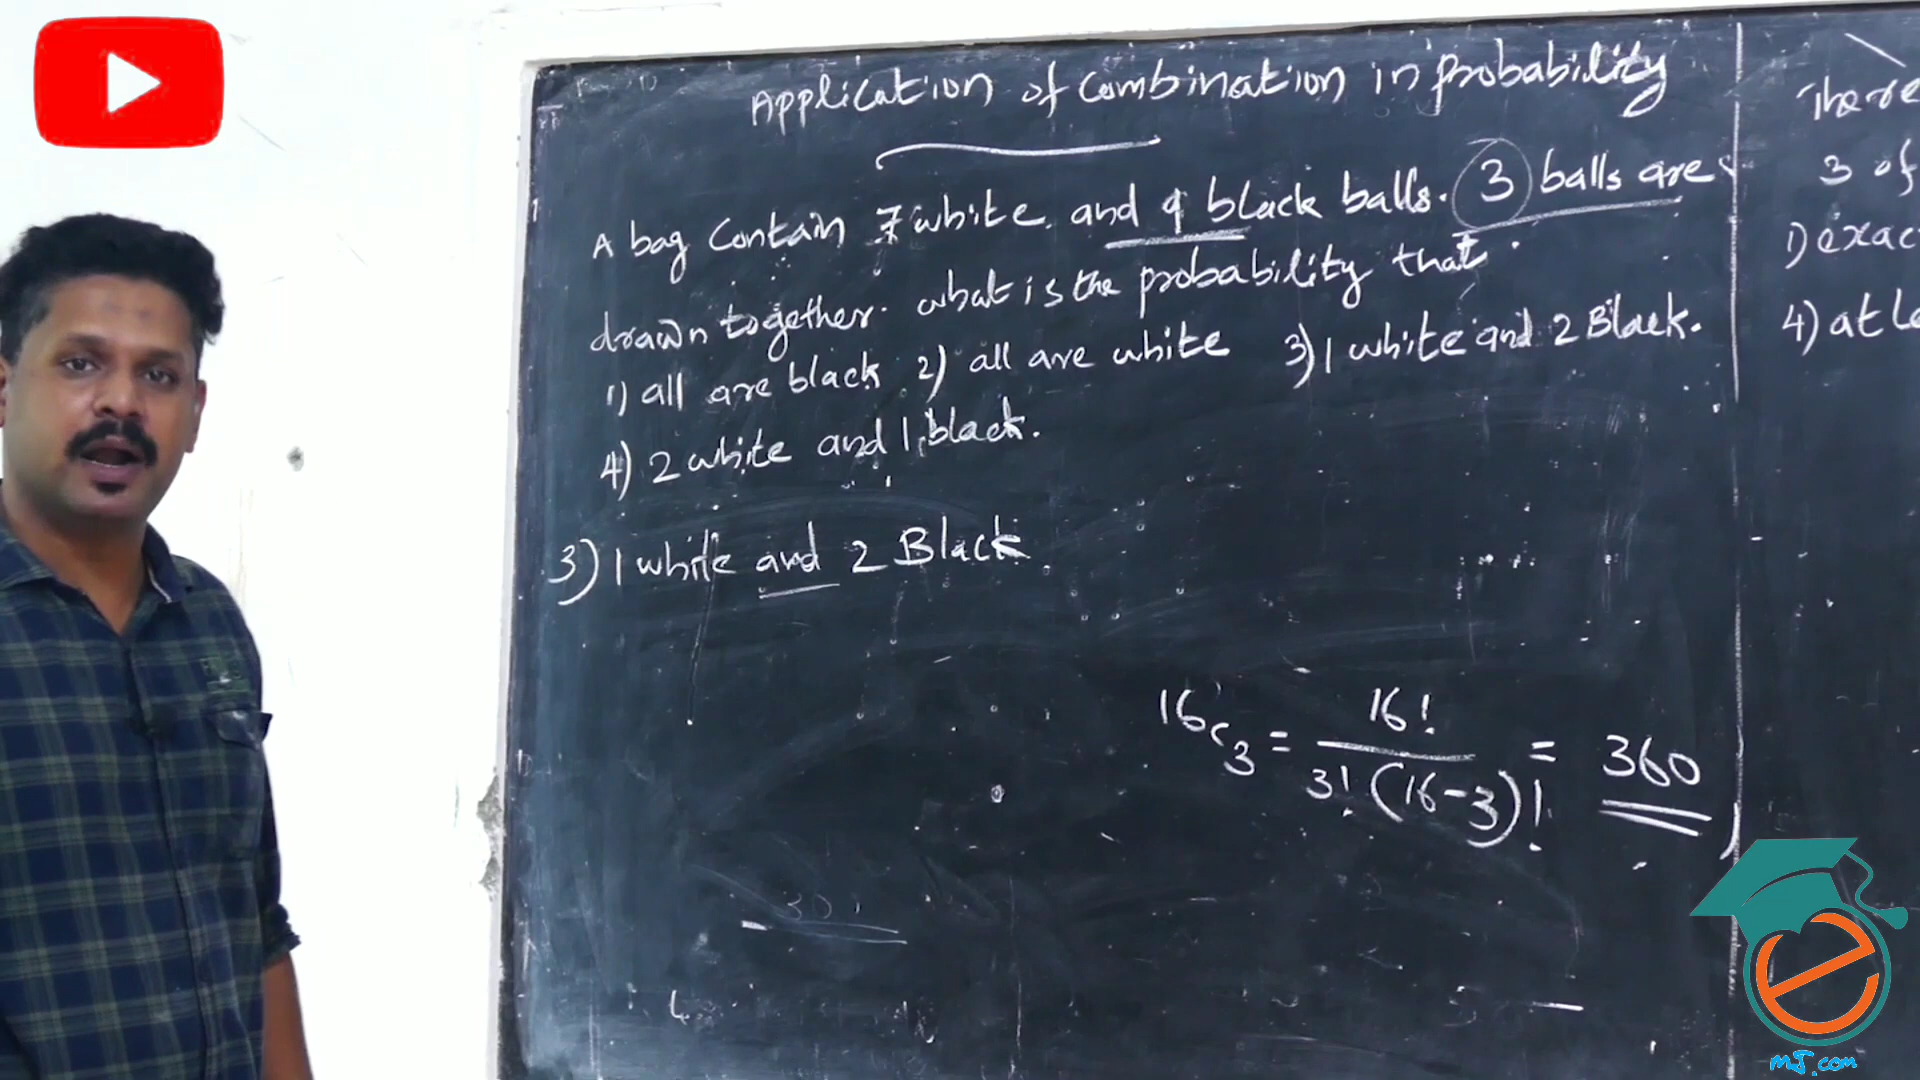 Application of Combination in probability
A bag Contain 7 white and 9 black balls. 3 balls are
drawn together. what is the probability that
1) all are black 2) all are white 3) 1 white and 2 Black.
4) 2 white and 1 black.
3) 1 white and 2 Black.
16c3 = 16! / 3! (16-3)! = 360
There
3 of
1) exac
4) at le
mJ.com